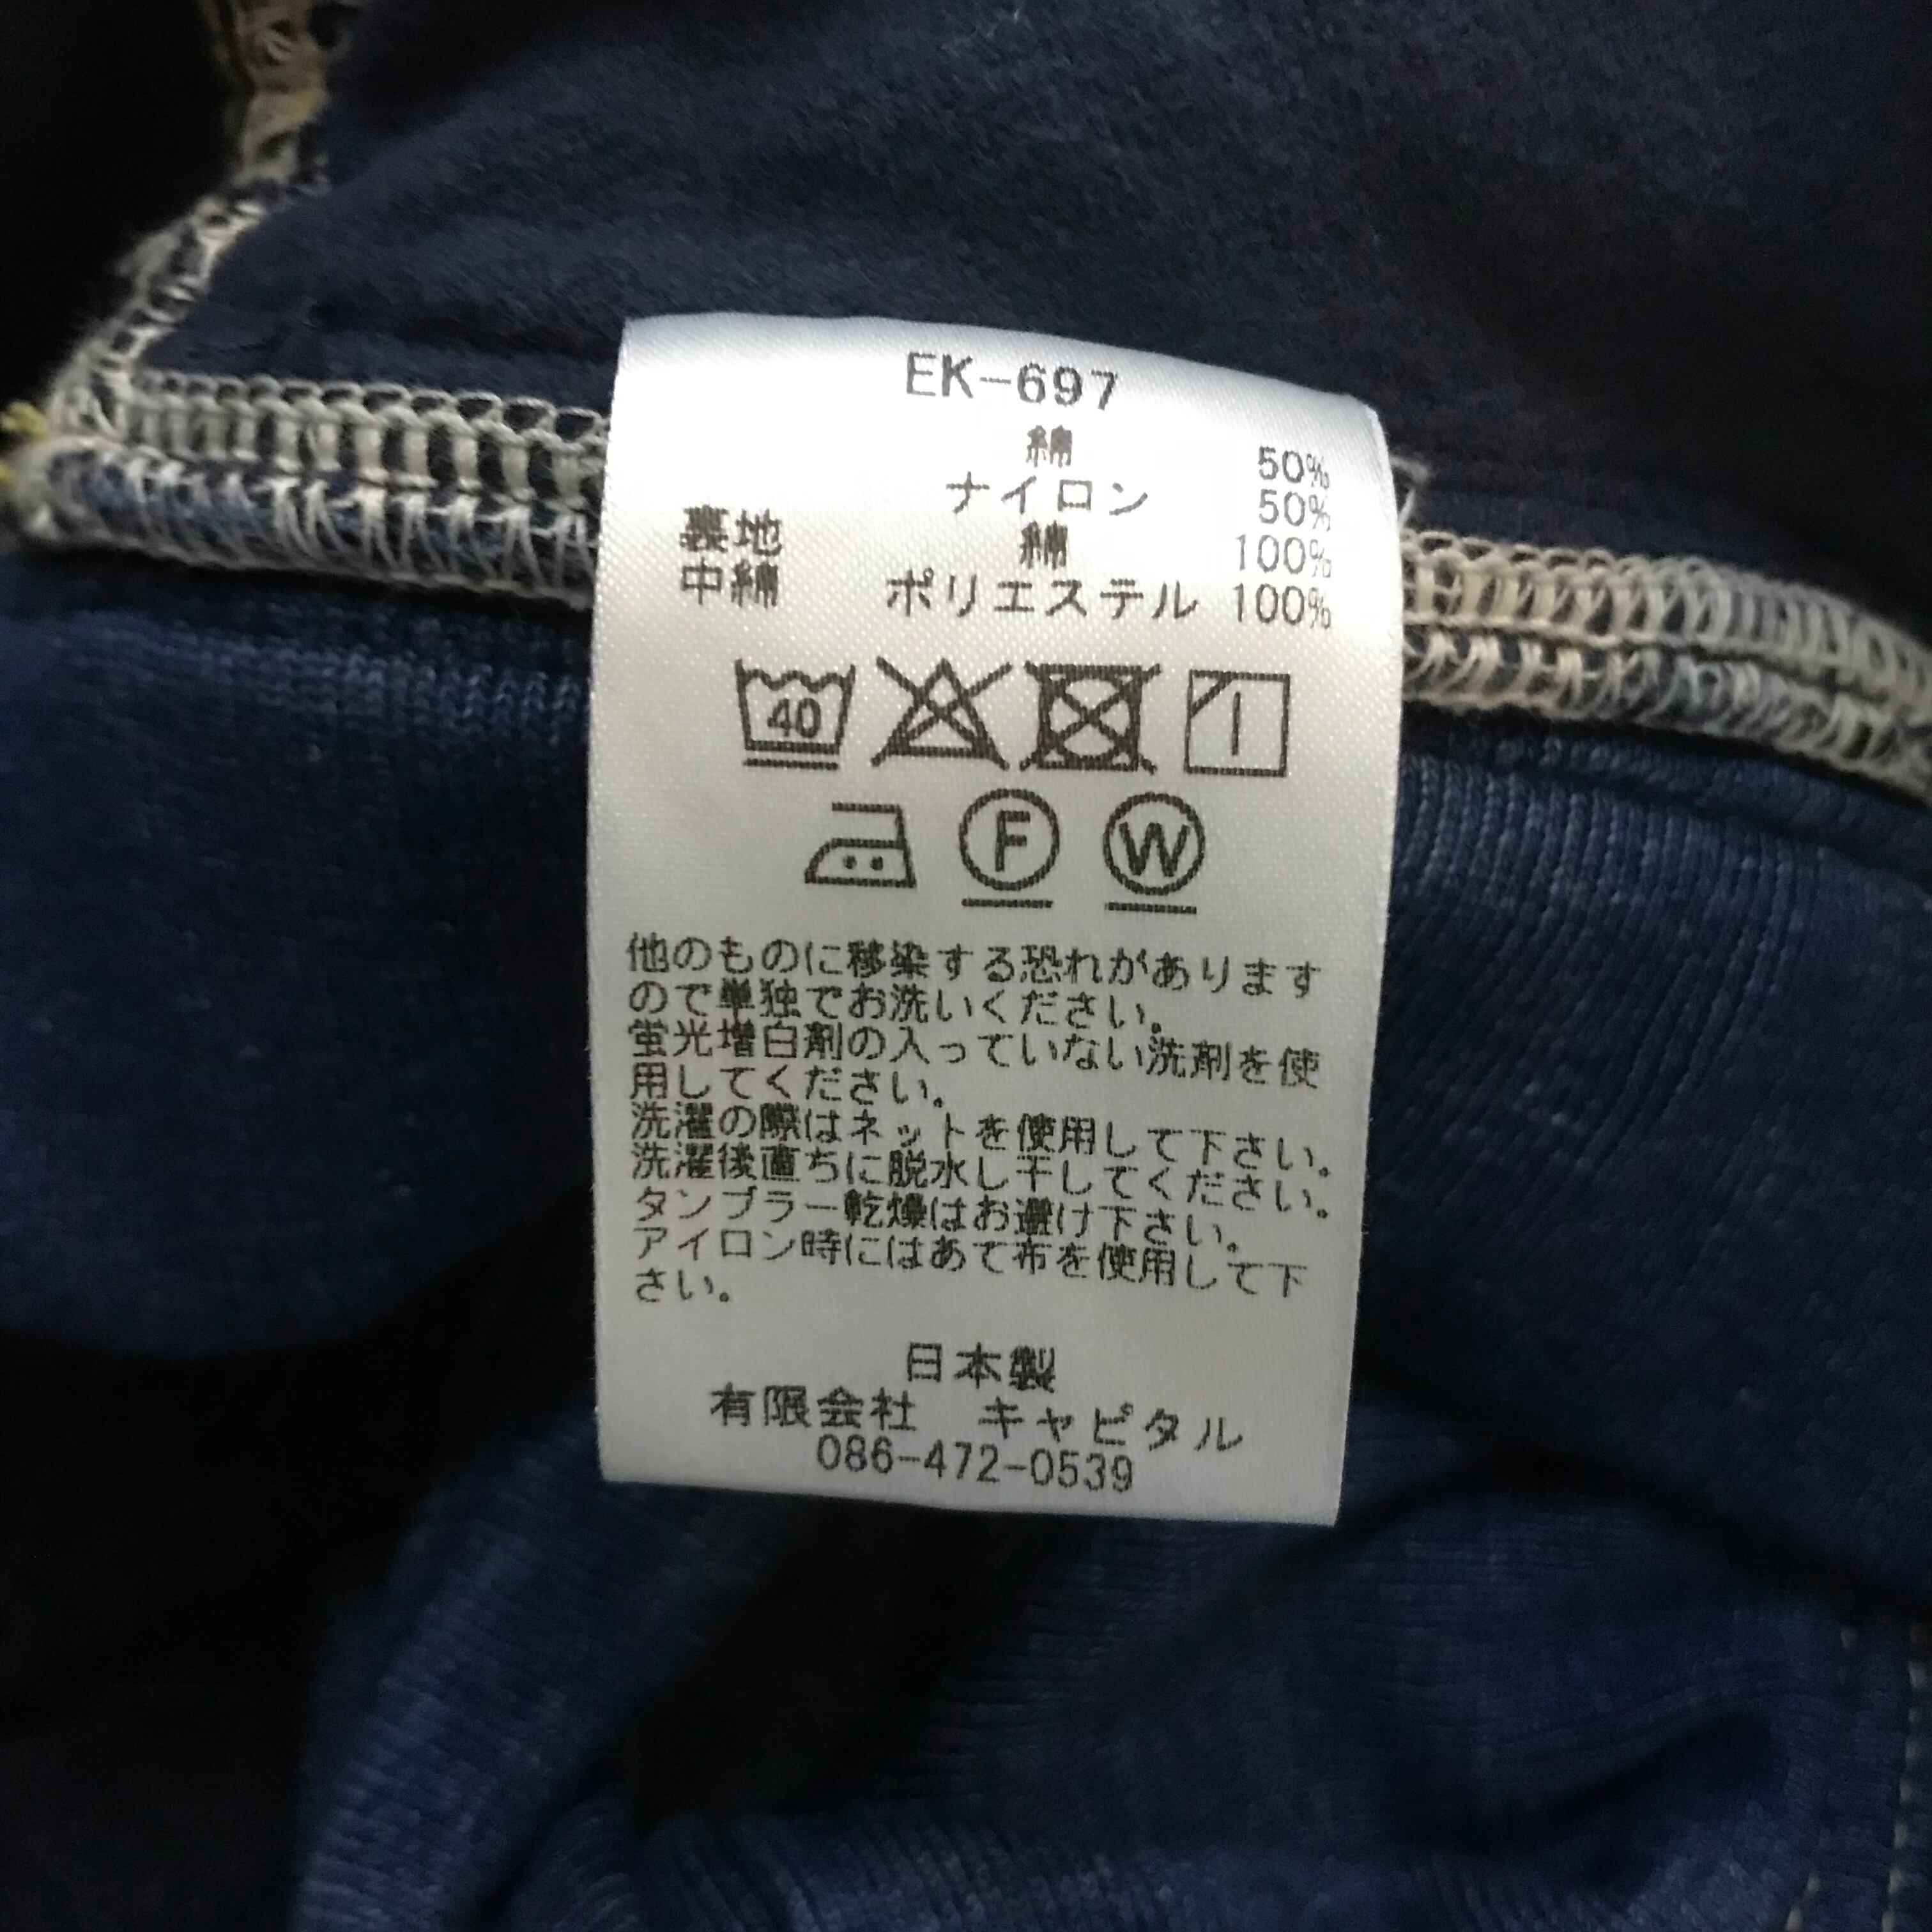 EK-697
綿 50%
ナイロン 50%
裏地 綿 100%
中綿 ポリエステル 100%
40
F W
他のものに移染する恐れがあります
ので単独でお洗いください。
蛍光増白剤の入っていない洗剤を使
用してください。
洗濯の際はネットを使用して下さい。
洗濯後直ちに脱水し干してください。
タンブラー乾燥はお避け下さい。
アイロン時にはあて布を使用して下
さい。
日本製
有限会社 キャピタル
086-472-0539